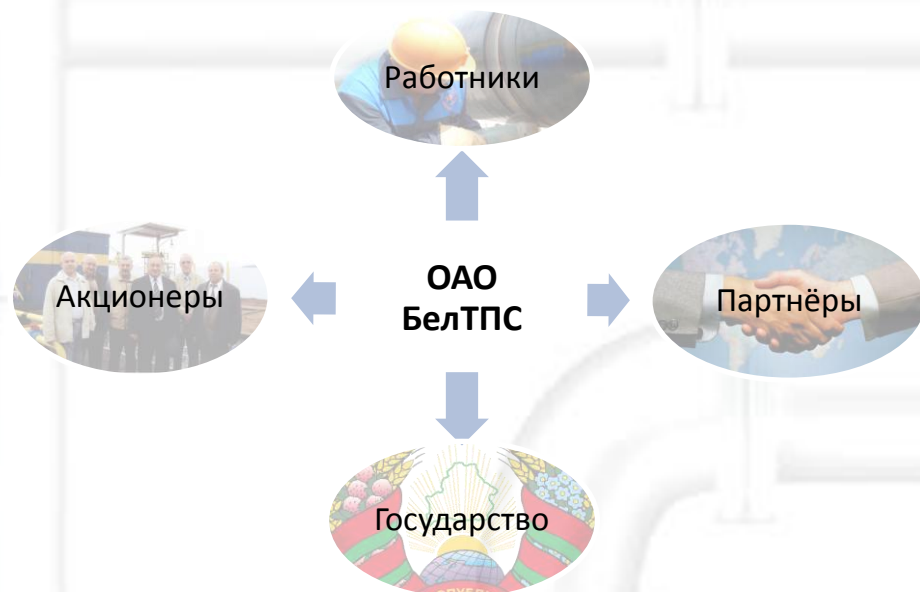 Работники
Акционеры
ОАО
БелТПС
Партнёры
Государство